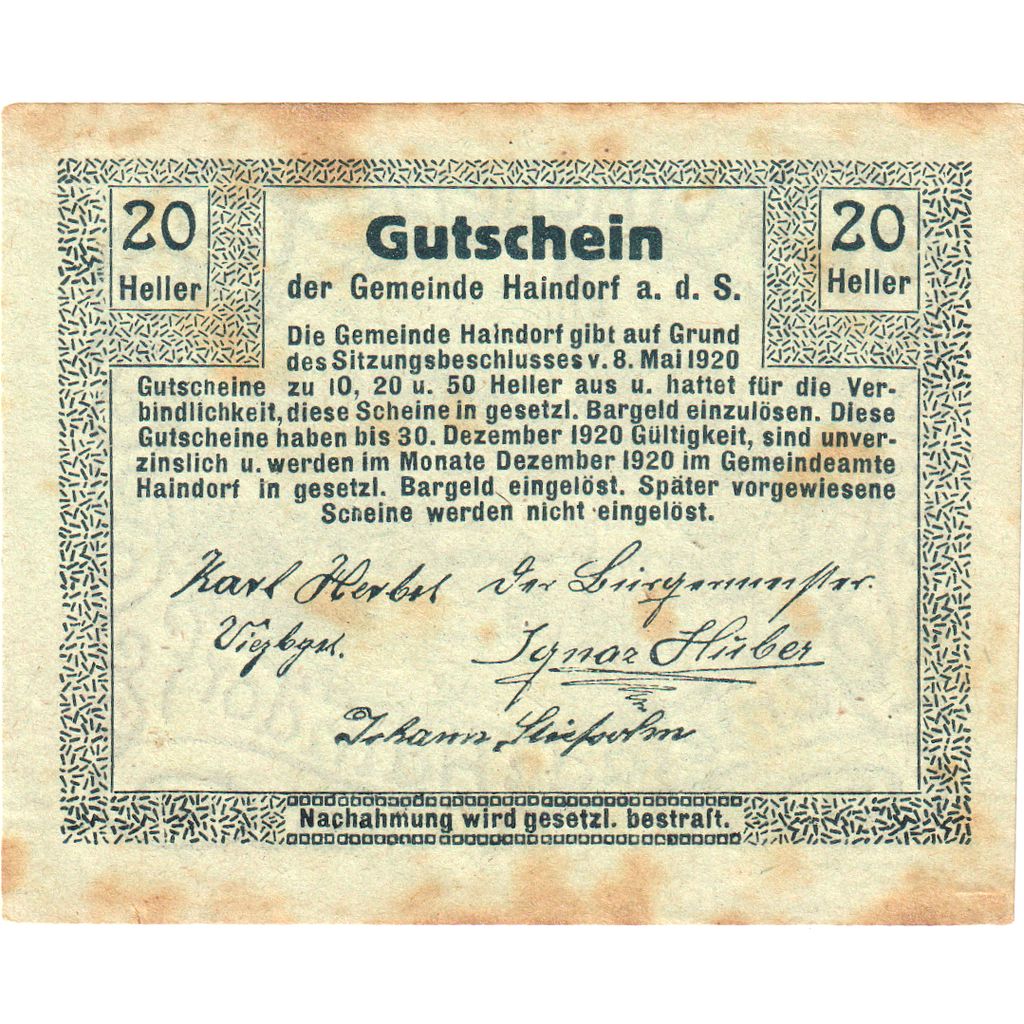 20
Heller
Gutschein
20
Heller
der Gemeinde Haindorf a. d. S.
Die Gemeinde Haindorf gibt auf Grund
des Sitzungsbeschlusses v. 8. Mai 1920
Gutscheine zu 10, 20 u. 50 Heller aus u. haftet für die Ver-
bindlichkeit, diese Scheine in gesetzl. Bargeld einzulösen. Diese
Gutscheine haben bis 30. Dezember 1920 Gültigkeit, sind unver-
zinslich u. werden im Monate Dezember 1920 im Gemeindeamte
Haindorf in gesetzl. Bargeld eingelöst. Später vorgewiesene
Scheine werden nicht eingelöst.
Karl Herbst Der Bürgermeister.
Vizbgst. Ignaz Huber
Johann
Nachahmung wird gesetzl. bestraft.